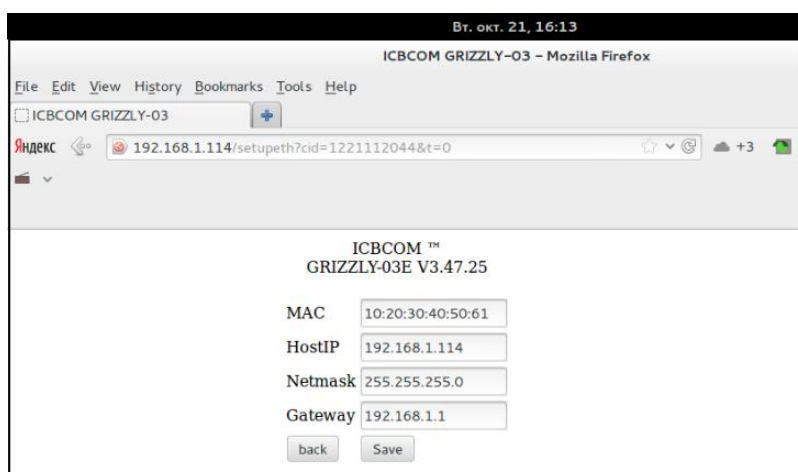 Вт. окт. 21, 16:13
ICBCOM GRIZZLY-03 - Mozilla Firefox
File Edit View History Bookmarks Tools Help
ICBCOM GRIZZLY-03
Яндекс 192.168.1.114/setupeth?cid=1221112044&t=0 +3
ICBCOM ™
GRIZZLY-03E V3.47.25
MAC 10:20:30:40:50:61
HostIP 192.168.1.114
Netmask 255.255.255.0
Gateway 192.168.1.1
back Save